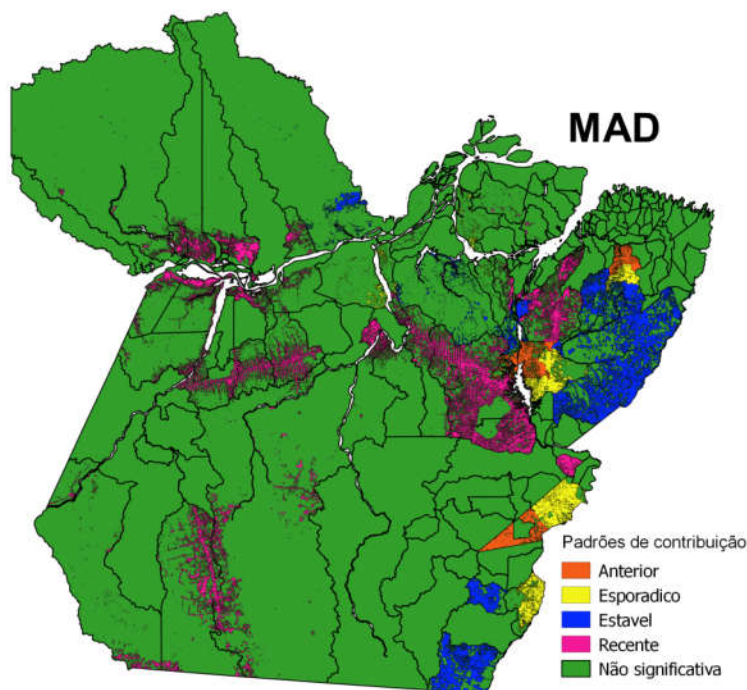 MAD
Padrões de contribuição
Anterior
Esporadico
Estavel
Recente
Não significativa